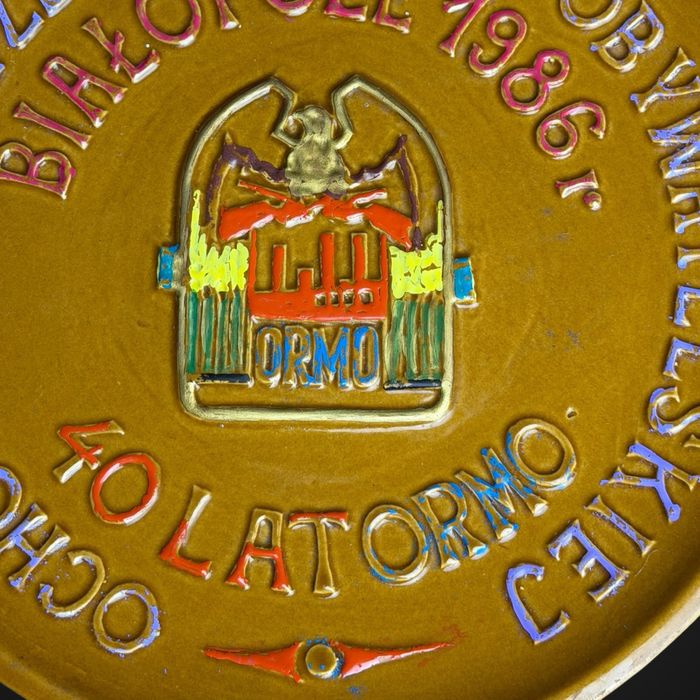 BIAŁOPOLE 1986 r.
ORMO
40 LAT ORMO
OCHO
OBYWATELSKIEJ